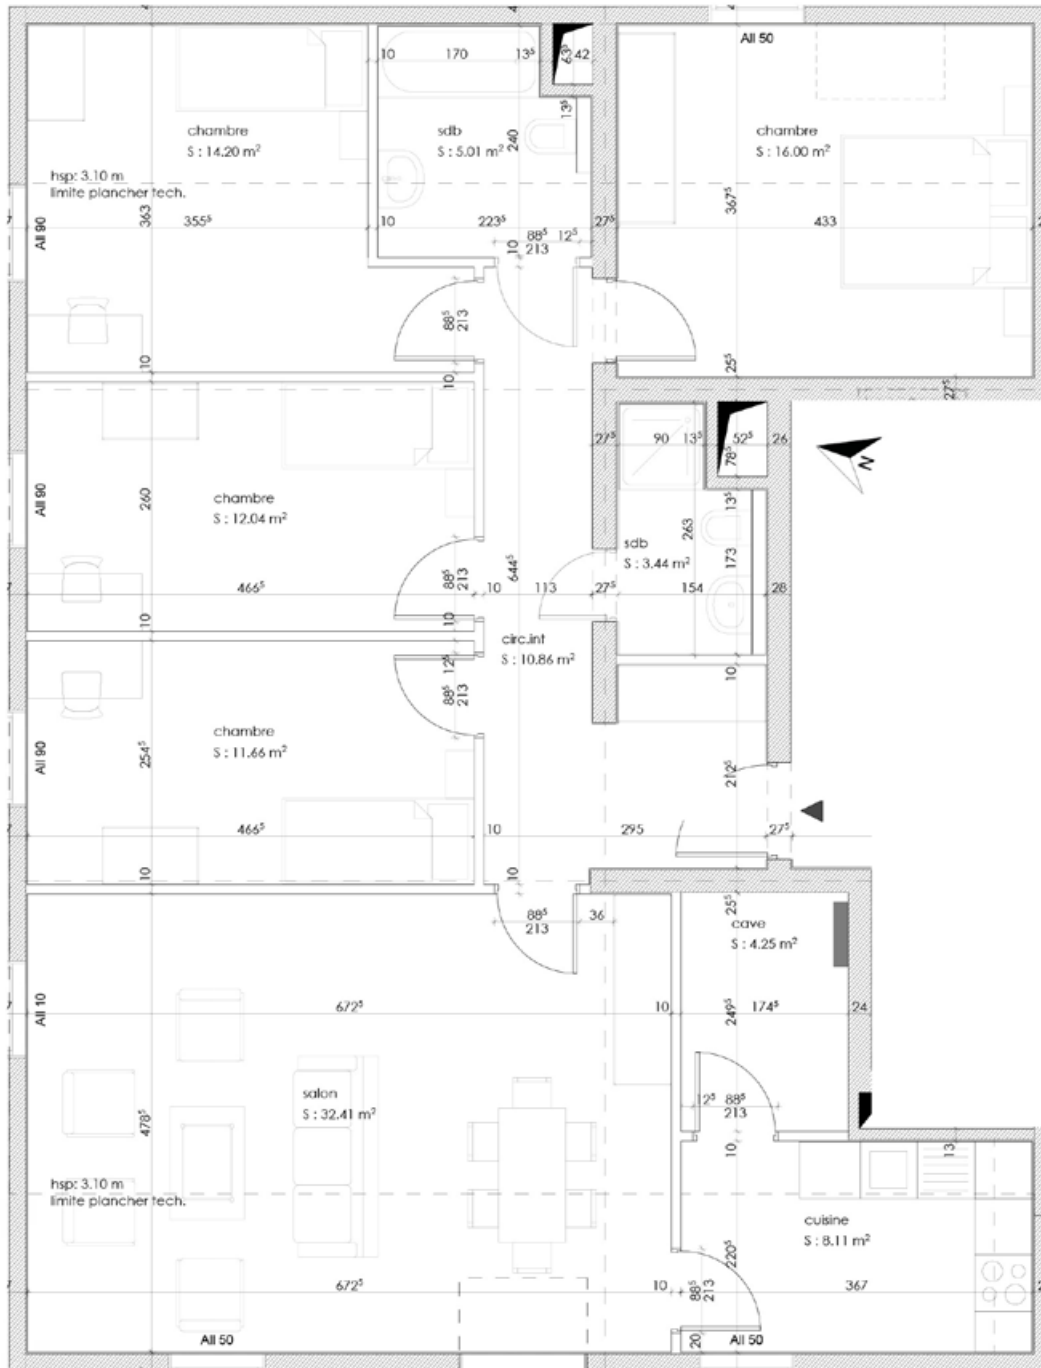 All 50
10 170 13⁵ 63⁵ 42
chambre
S : 14.20 m²
sdb
S : 5.01 m²
240
13⁵
chambre
S : 16.00 m²
hsp: 3.10 m
limite plancher tech.
363
All 90
355⁵
10
223⁵
27⁵
367⁵
433
88⁵ 12⁵
213
10
88⁵
213
10
10
25⁵
27⁵
27⁵ 90 13⁵ 52⁵ 26
78⁵
N
All 90
260
chambre
S : 12.04 m²
13⁵
263
sdb
S : 3.44 m²
173
644⁵
88⁵
213
466⁵
10 113 27⁵ 154 28
10
10
circ.int
S : 10.86 m²
12⁵
88⁵
213
10
chambre
S : 11.66 m²
All 90
254⁵
212⁵
466⁵
10
295
27⁵
10
10
25⁵
88⁵ 36
213
cave
S : 4.25 m²
All 10
672⁵
10 174⁵ 24
249⁵
salon
S : 32.41 m²
478⁵
12⁵ 88⁵
213
10
13
hsp: 3.10 m
limite plancher tech.
cuisine
S : 8.11 m²
220⁵
672⁵
10
88⁵
213
367
20
All 50
All 50